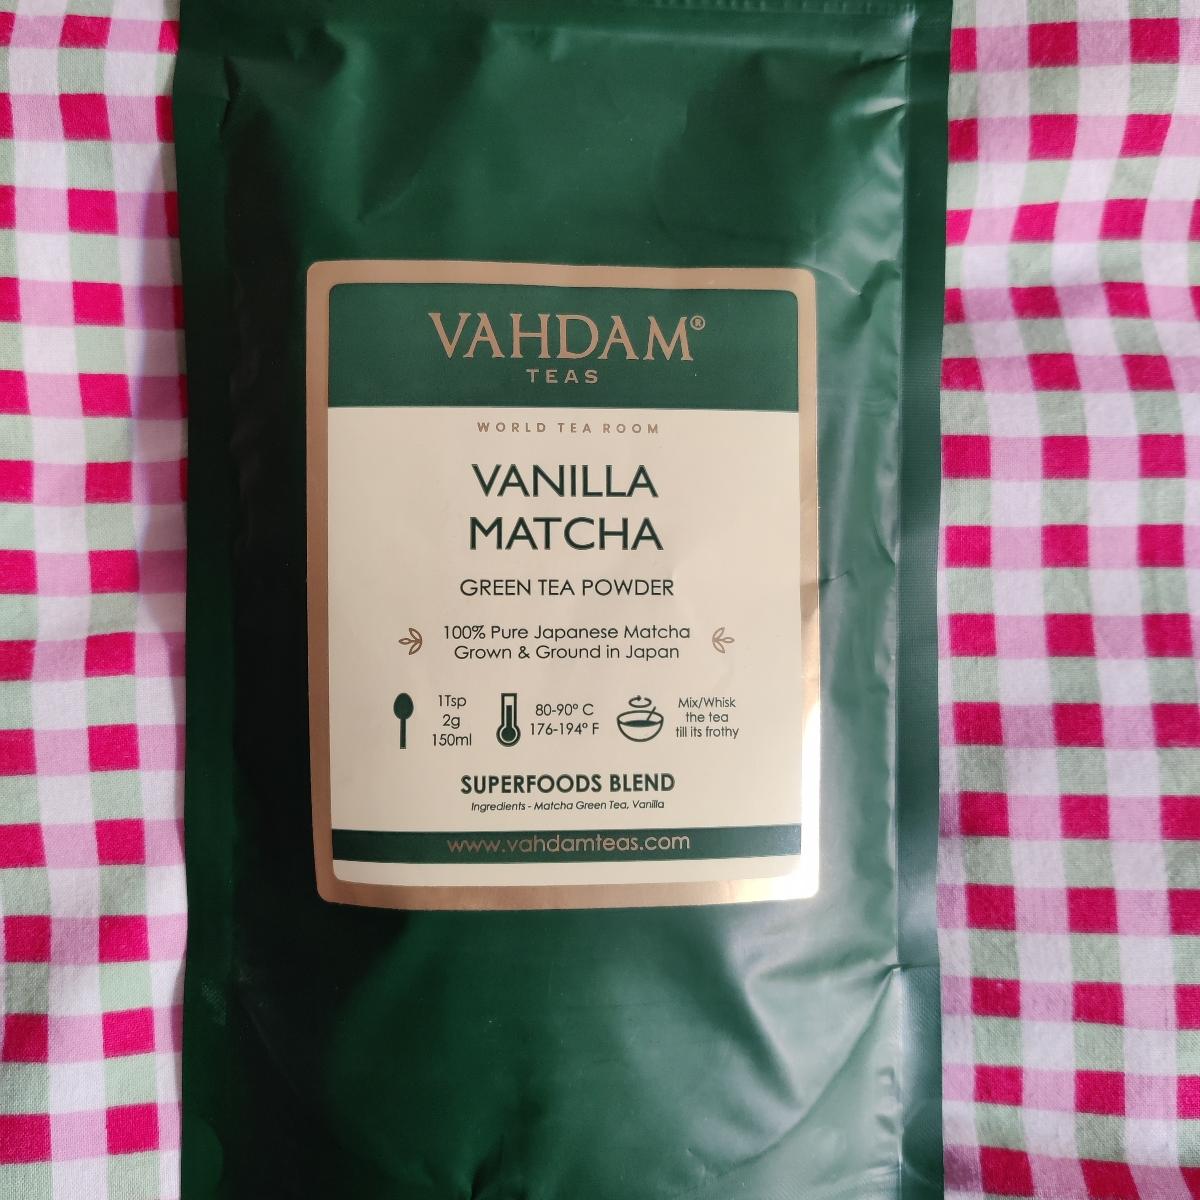 VAHDAM®
TEAS
WORLD TEA ROOM
VANILLA
MATCHA
GREEN TEA POWDER
100% Pure Japanese Matcha
Grown & Ground in Japan
1Tsp
2g
150ml
80-90° C
176-194° F
Mix/Whisk
the tea
till its frothy
SUPERFOODS BLEND
Ingredients - Matcha Green Tea, Vanilla
www.vahdamteas.com